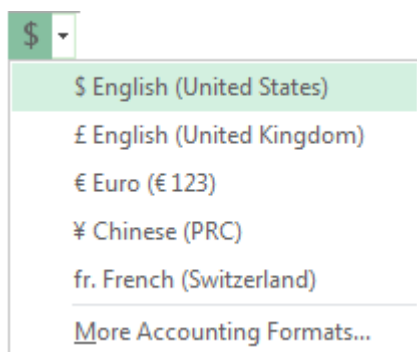 $
$ English (United States)
£ English (United Kingdom)
€ Euro (€ 123)
¥ Chinese (PRC)
fr. French (Switzerland)
More Accounting Formats...